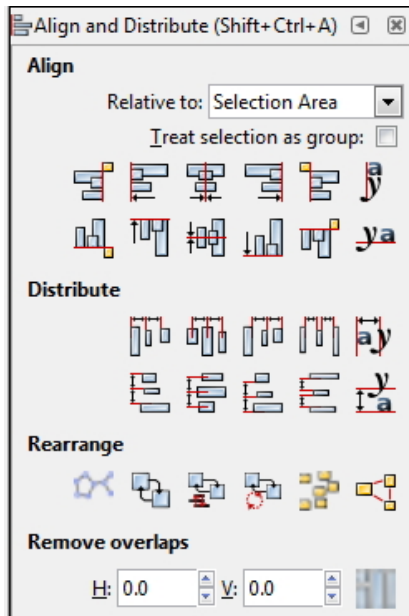 Align and Distribute (Shift+Ctrl+A)
Align
Relative to: Selection Area
Treat selection as group:
Distribute
Rearrange
Remove overlaps
H: 0.0 V: 0.0